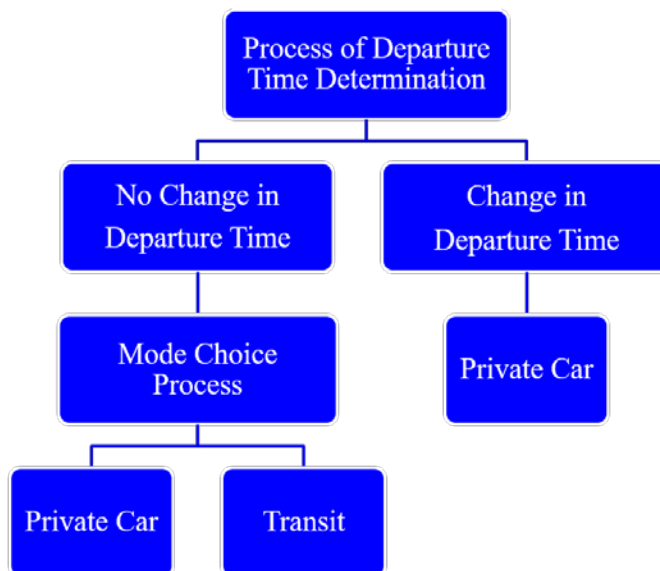 Process of Departure
Time Determination
No Change in
Departure Time
Change in
Departure Time
Mode Choice
Process
Private Car
Private Car
Transit